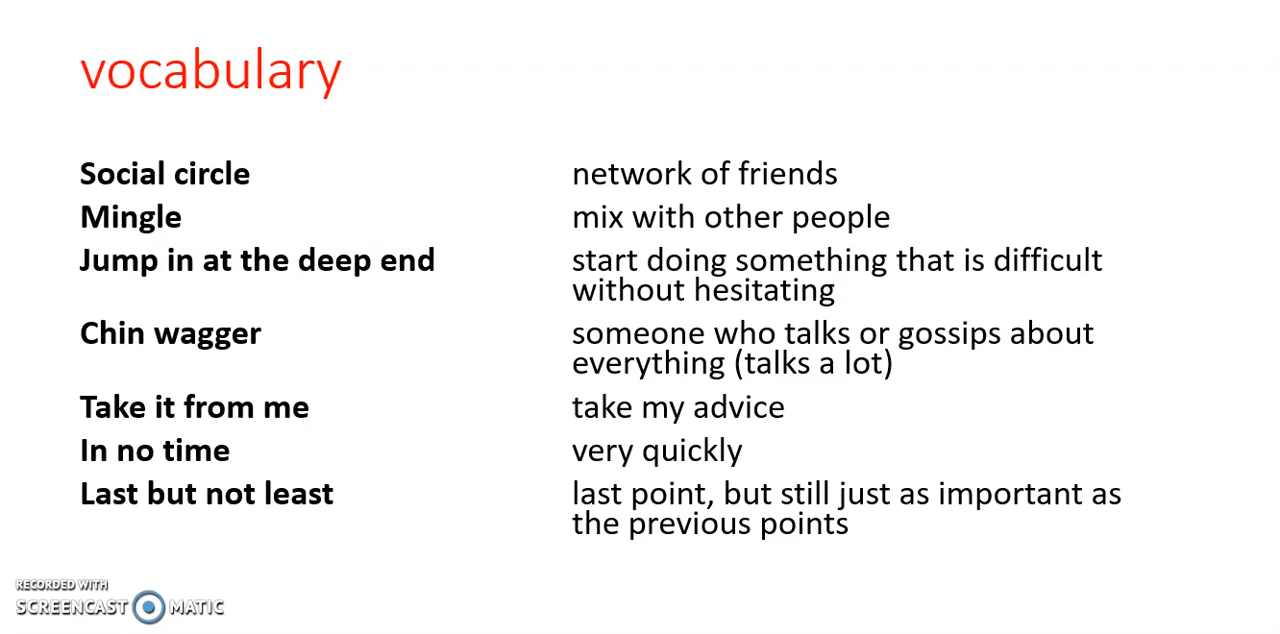 vocabulary
Social circle network of friends
Mingle mix with other people
Jump in at the deep end start doing something that is difficult
without hesitating
Chin wagger someone who talks or gossips about
everything (talks a lot)
Take it from me take my advice
In no time very quickly
Last but not least last point, but still just as important as
the previous points
RECORDED WITH
SCREENCAST MATIC